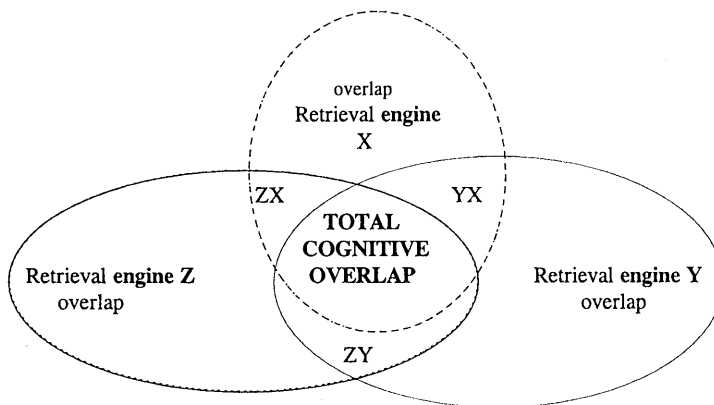 overlap
Retrieval engine
X
ZX
YX
TOTAL
COGNITIVE
OVERLAP
Retrieval engine Z
overlap
Retrieval engine Y
overlap
ZY